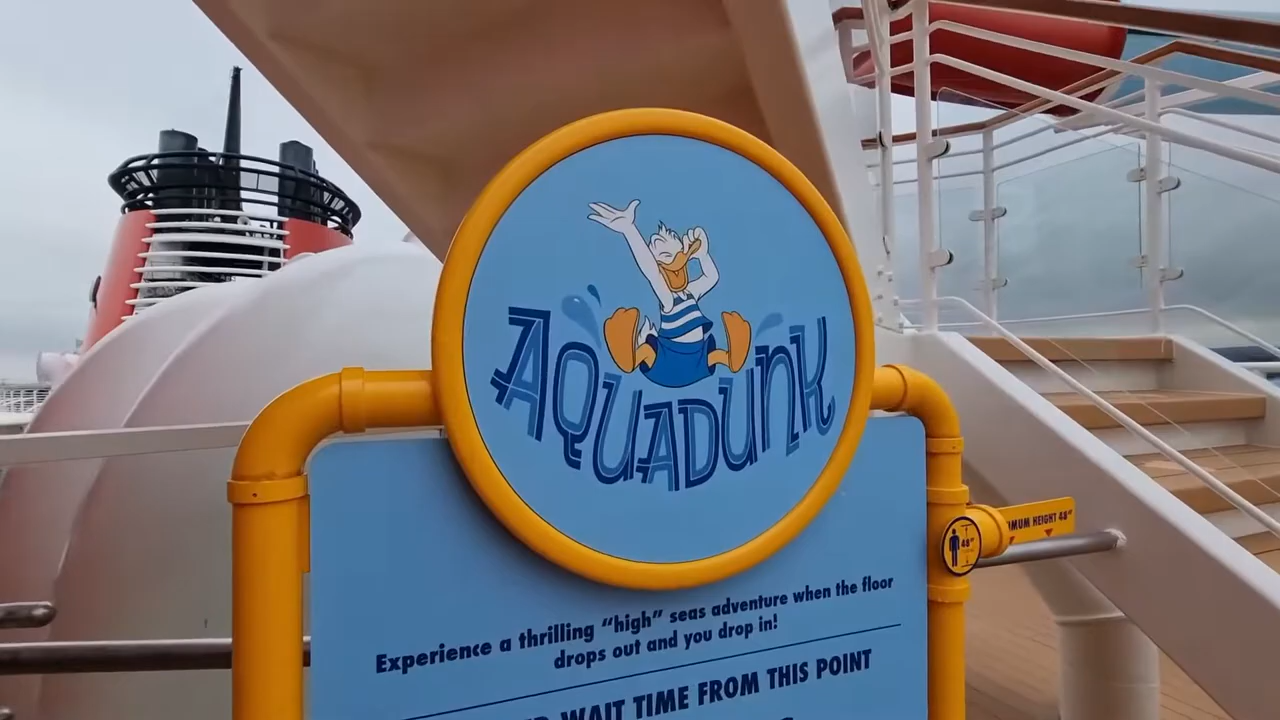 AQUADUNK
Experience a thrilling “high” seas adventure when the floor
drops out and you drop in!
WAIT TIME FROM THIS POINT
HEIGHT 48"
48"